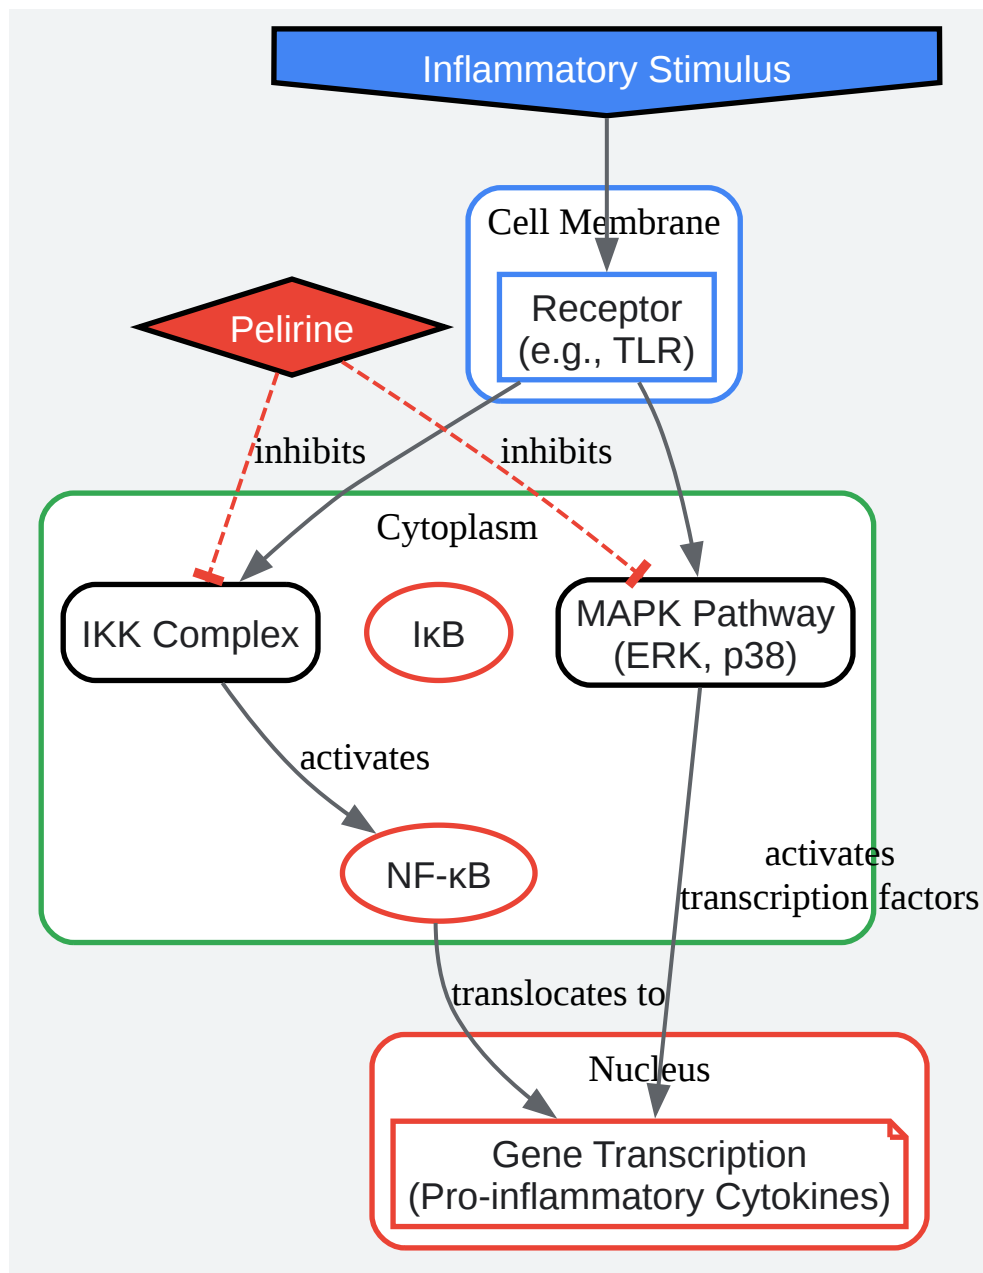 Inflammatory Stimulus
Cell Membrane
Receptor
(e.g., TLR)
Pelirine
inhibits
inhibits
Cytoplasm
IKK Complex
IκB
MAPK Pathway
(ERK, p38)
activates
NF-κB
activates
transcription factors
translocates to
Nucleus
Gene Transcription
(Pro-inflammatory Cytokines)